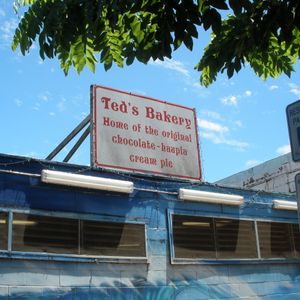 Ted's Bakery
Home of the original
chocolate-haupia
cream pie